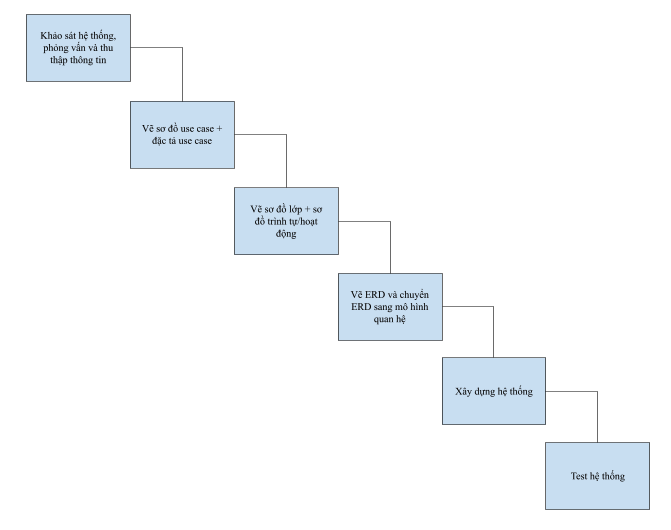 Khảo sát hệ thống,
phỏng vấn và thu
thập thông tin
Vẽ sơ đồ use case +
đặc tả use case
Vẽ sơ đồ lớp + sơ
đồ trình tự/hoạt
động
Vẽ ERD và chuyển
ERD sang mô hình
quan hệ
Xây dựng hệ thống
Test hệ thống